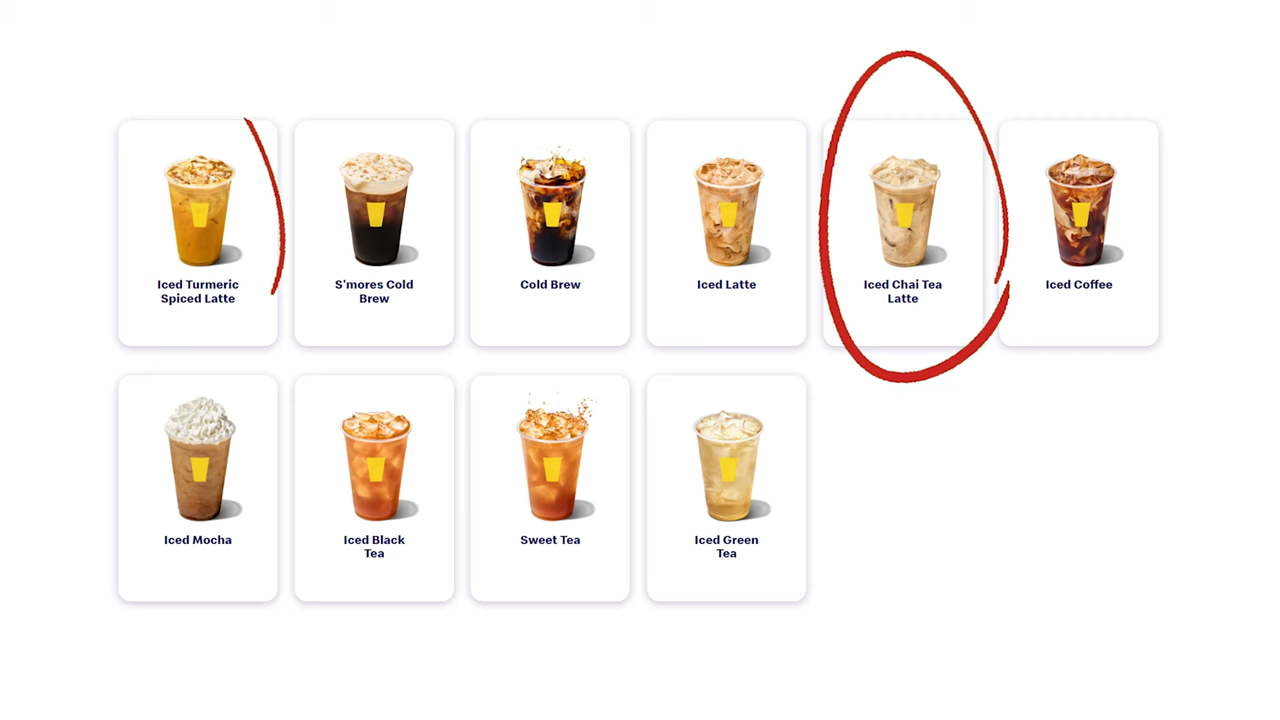 Iced Turmeric
Spiced Latte
S'mores Cold
Brew
Cold Brew
Iced Latte
Iced Chai Tea
Latte
Iced Coffee
Iced Mocha
Iced Black
Tea
Sweet Tea
Iced Green
Tea